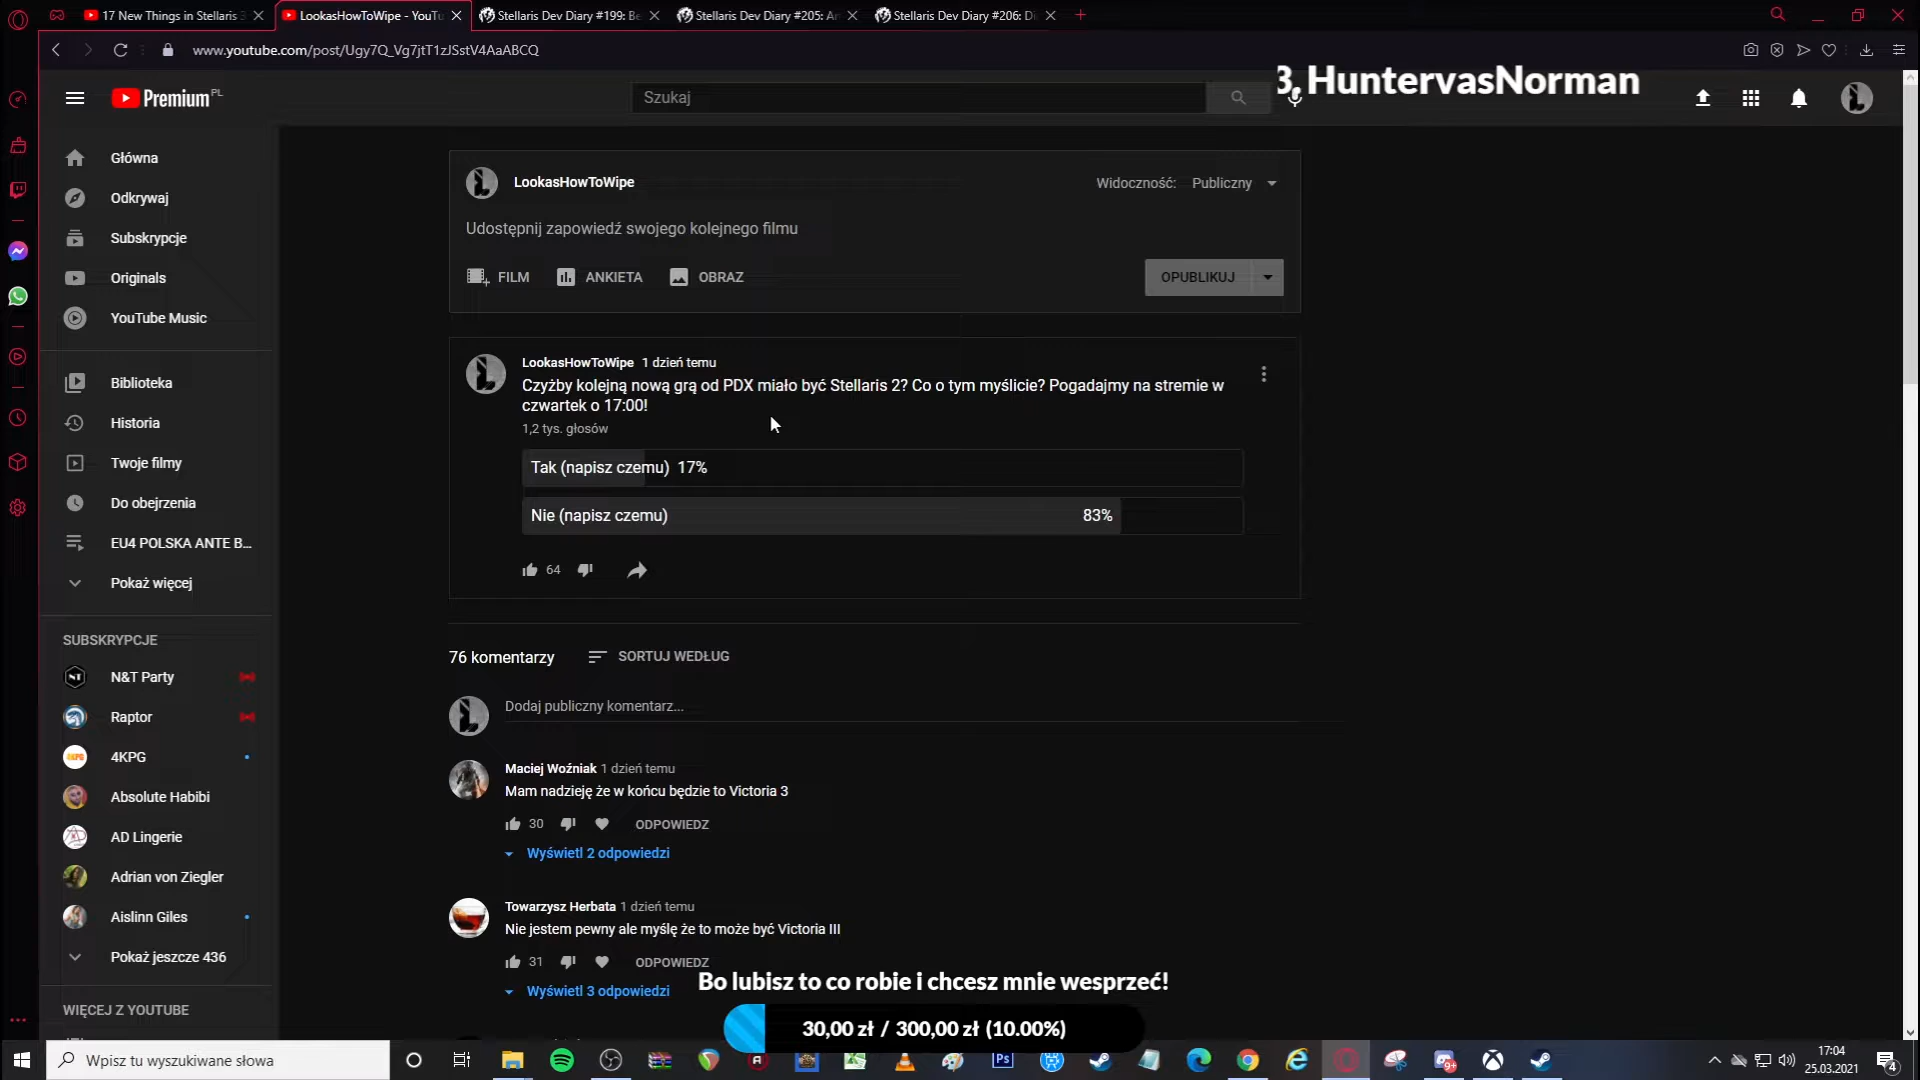 17 New Things in Stellaris 3
LookasHowToWipe - YouTu
Stellaris Dev Diary #199: Be
Stellaris Dev Diary #205: An
Stellaris Dev Diary #206: Di
www.youtube.com/post/Ugy7Q_Vg7jtT1zJSstV4AaABCQ
3. HuntervasNorman
Premium PL
Szukaj
Główna
Odkrywaj
Subskrypcje
Originals
YouTube Music
Biblioteka
Historia
Twoje filmy
Do obejrzenia
EU4 POLSKA ANTE B...
Pokaż więcej
SUBSKRYPCJE
N&T Party
Raptor
4KPG
Absolute Habibi
AD Lingerie
Adrian von Ziegler
Aislinn Giles
Pokaż jeszcze 436
WIĘCEJ Z YOUTUBE
LookasHowToWipe
Widoczność: Publiczny
Udostępnij zapowiedź swojego kolejnego filmu
FILM
ANKIETA
OBRAZ
OPUBLIKUJ
LookasHowToWipe 1 dzień temu
Czyżby kolejną nową grą od PDX miało być Stellaris 2? Co o tym myślicie? Pogadajmy na stremie w
czwartek o 17:00!
1,2 tys. głosów
Tak (napisz czemu) 17%
Nie (napisz czemu) 83%
64
76 komentarzy
SORTUJ WEDŁUG
Dodaj publiczny komentarz...
Maciej Woźniak 1 dzień temu
Mam nadzieję że w końcu będzie to Victoria 3
30 ODPOWIEDZ
Wyświetl 2 odpowiedzi
Towarzysz Herbata 1 dzień temu
Nie jestem pewny ale myślę że to może być Victoria III
31 ODPOWIEDZ
Wyświetl 3 odpowiedzi
Bo lubisz to co robie i chcesz mnie wesprzeć!
30,00 zł / 300,00 zł (10.00%)
Wpisz tu wyszukiwane słowa
Ps
9+
17:04
25.03.2021
4